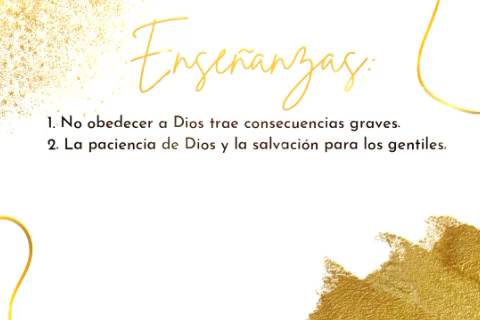 Enseñanzas:
1. No obedecer a Dios trae consecuencias graves.
2. La paciencia de Dios y la salvación para los gentiles.